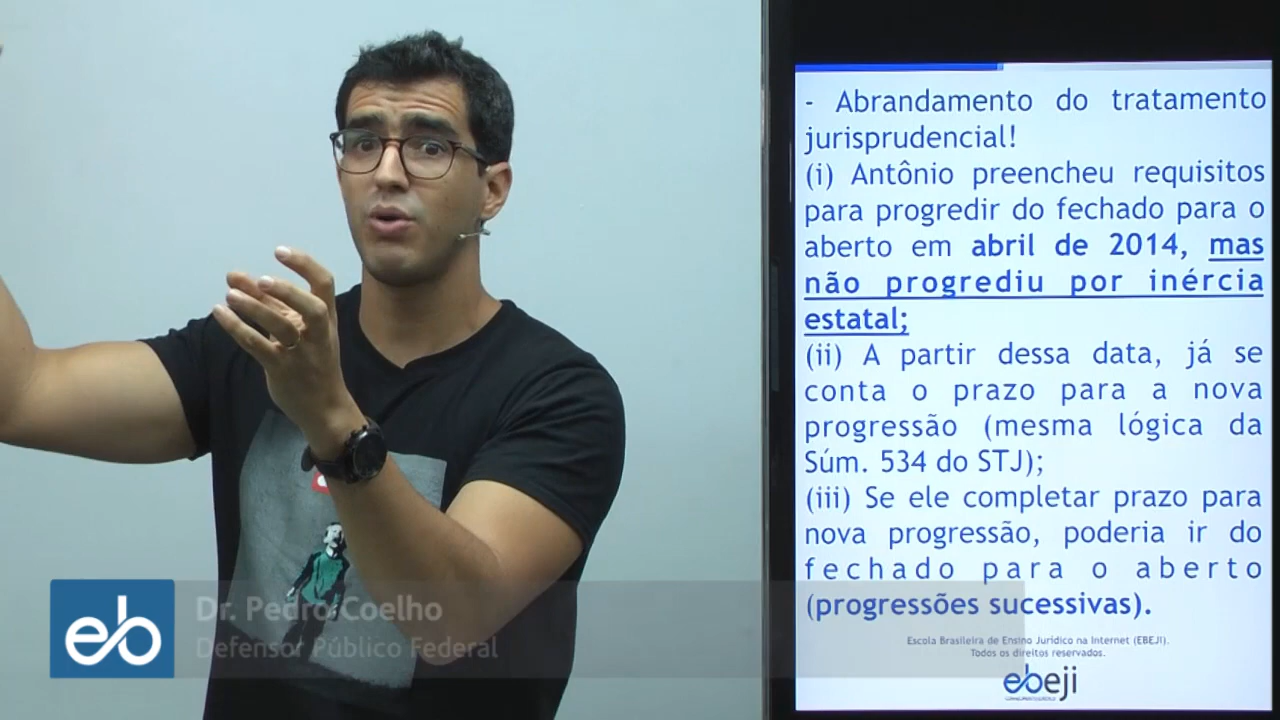 - Abrandamento do tratamento
jurisprudencial!
(i) Antônio preencheu requisitos
para progredir do fechado para o
aberto em abril de 2014, mas
não progrediu por inércia
estatal;
(ii) A partir dessa data, já se
conta o prazo para a nova
progressão (mesma lógica da
Súm. 534 do STJ);
(iii) Se ele completar prazo para
nova progressão, poderia ir do
fechado para o aberto
(progressões sucessivas).
Escola Brasileira de Ensino Jurídico na Internet (EBEJI).
Todos os direitos reservados.
ebeji
eb
Dr. Pedro Coelho
Defensor Público Federal